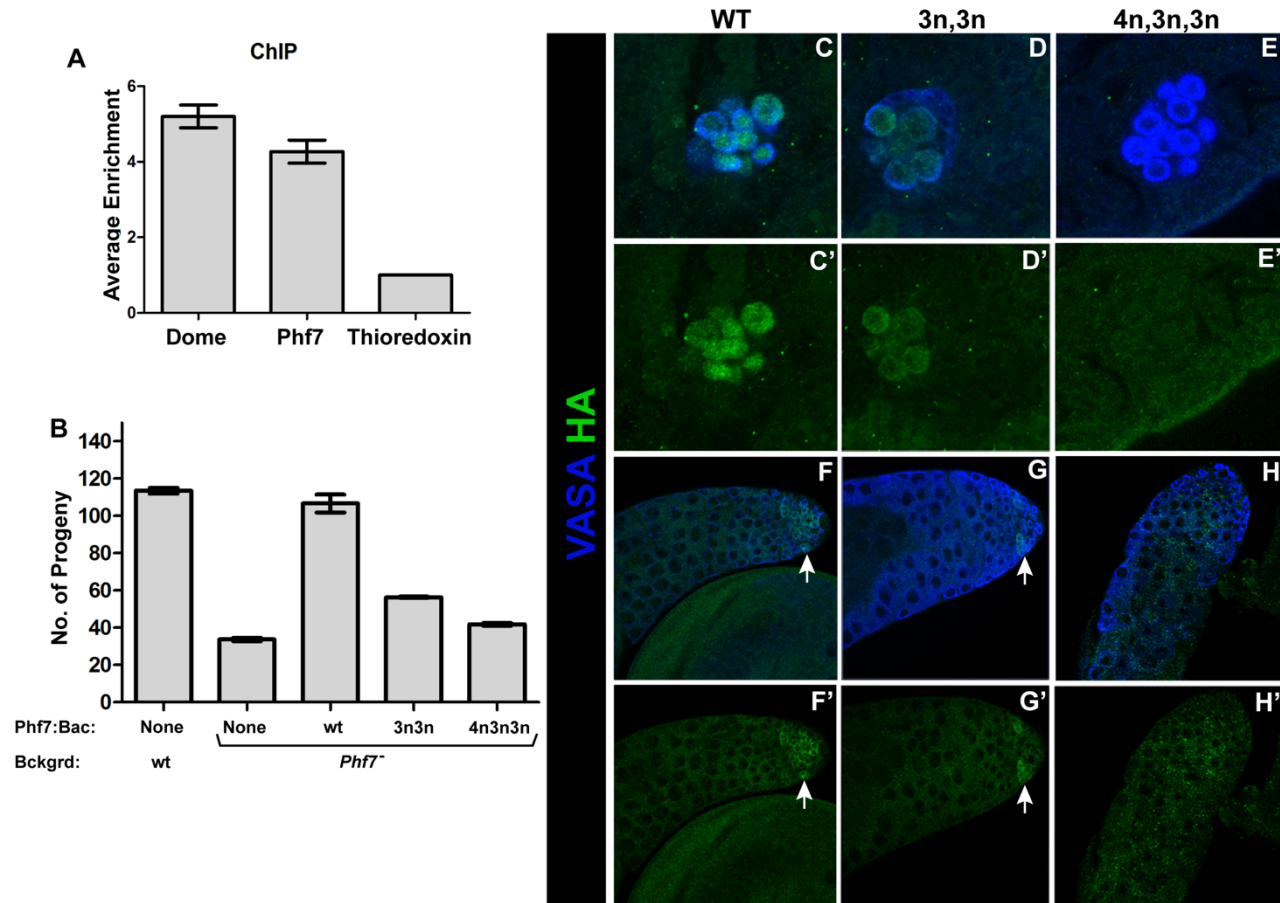 A
ChIP
Average Enrichment
6
4
2
0
Dome Phf7 Thioredoxin
B
No. of Progeny
140
120
100
80
60
40
20
0
Phf7:Bac: None None wt 3n3n 4n3n3n
Bckgrd: wt Phf7-
VASA HA
WT 3n,3n 4n,3n,3n
C D E
C' D' E'
F G H
F' G' H'